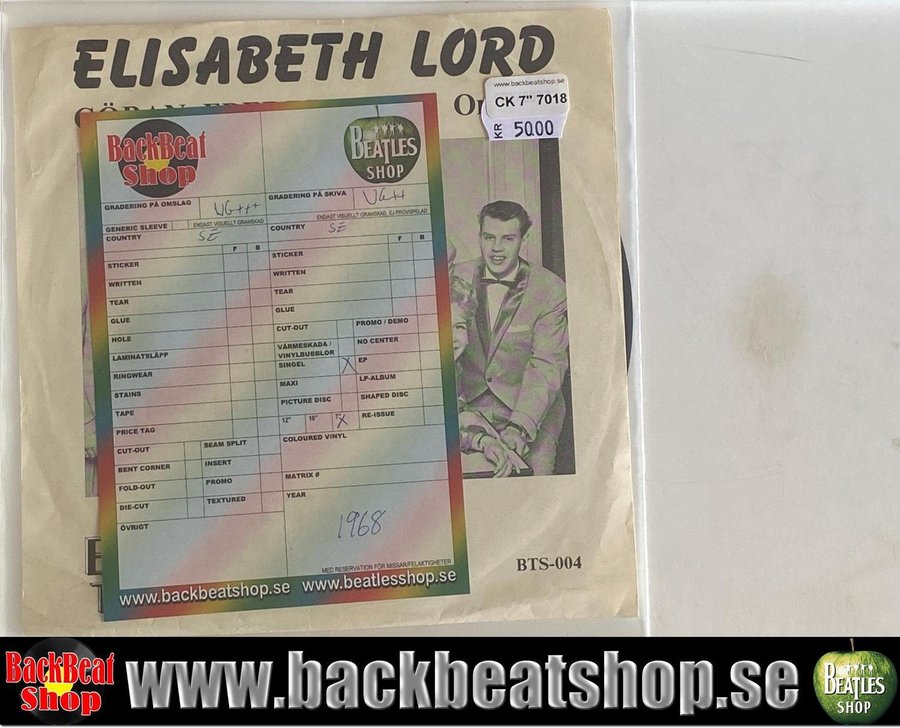 ELISABETH LORD
GÖRAN
Or
www.backbeatshop.se
CK 7" 7018
KR 5000
BackBeat
Shop
BEATLES
SHOP
GRADERING PÅ OMSLAG VG+++
GRADERING PÅ SKIVA VG++
ENDAST VISUELLT GRANSKAD
ENDAST VISUELLT GRANSKAD, EJ PROVSPELAD
GENERIC SLEEVE
COUNTRY SE
F B
STICKER
WRITTEN
TEAR
GLUE
HOLE
LAMINATSLÄPP
RINGWEAR
STAINS
TAPE
PRICE TAG
CUT-OUT
SEAM SPLIT
BENT CORNER
INSERT
FOLD-OUT
PROMO
DIE-CUT
TEXTURED
ÖVRIGT
COUNTRY SE
F B
STICKER
WRITTEN
TEAR
GLUE
CUT-OUT
PROMO / DEMO
VÄRMESKADA /
VINYLBUBBLOR
NO CENTER
SINGEL X
EP
MAXI
LP-ALBUM
PICTURE DISC
SHAPED DISC
12" 10" 7" X
RE-ISSUE
COLOURED VINYL
MATRIX #
YEAR
1968
MED RESERVATION FÖR MISSAR/FELAKTIGHETER
www.backbeatshop.se www.beatlesshop.se
BTS-004
BackBeat
Shop
www.backbeatshop.se
BEATLES
SHOP